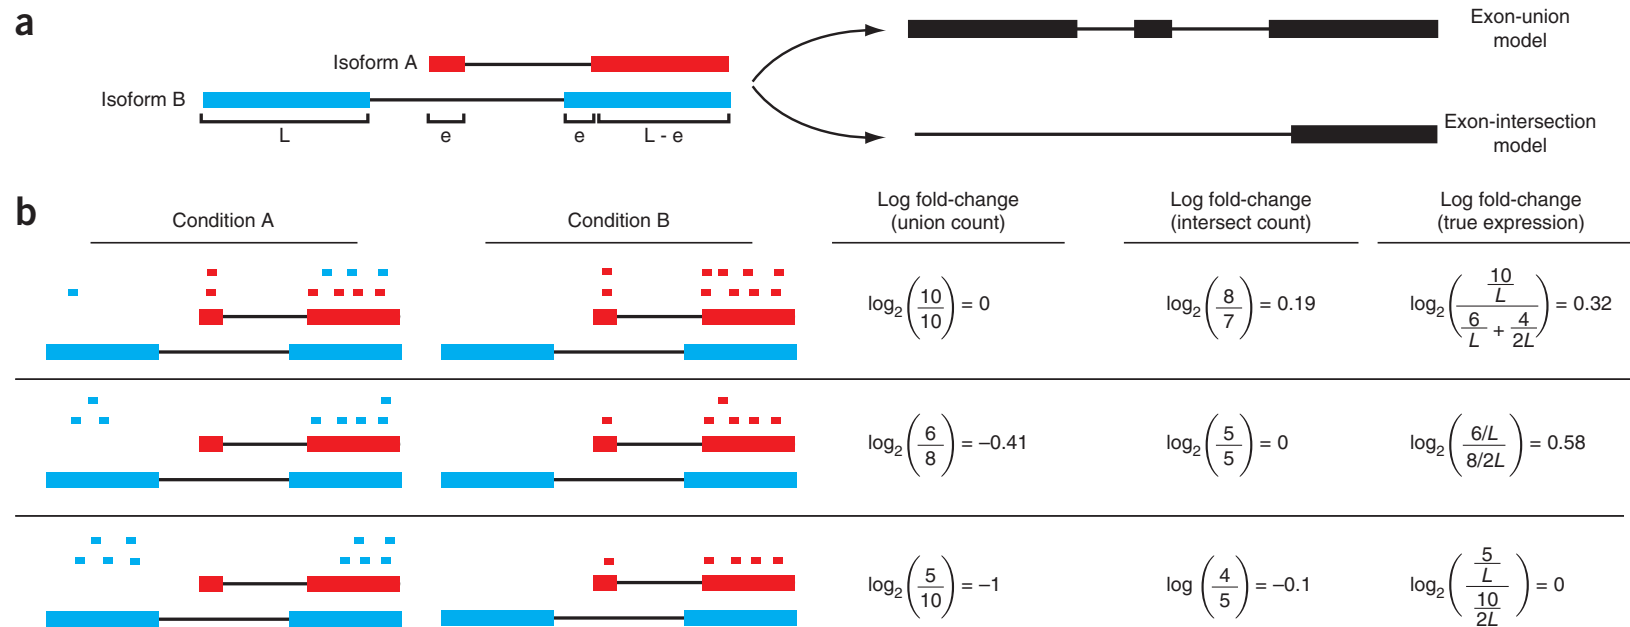 a
Exon-union
model
Isoform A
Isoform B
L
e
e
L - e
Exon-intersection
model
b
Condition A
Condition B
Log fold-change
(union count)
Log fold-change
(intersect count)
Log fold-change
(true expression)
log2(10/10) = 0
log2(8/7) = 0.19
log2((10/L)/(6/L + 4/2L)) = 0.32
log2(6/8) = –0.41
log2(5/5) = 0
log2((6/L)/(8/2L)) = 0.58
log2(5/10) = –1
log(4/5) = –0.1
log2((5/L)/(10/2L)) = 0